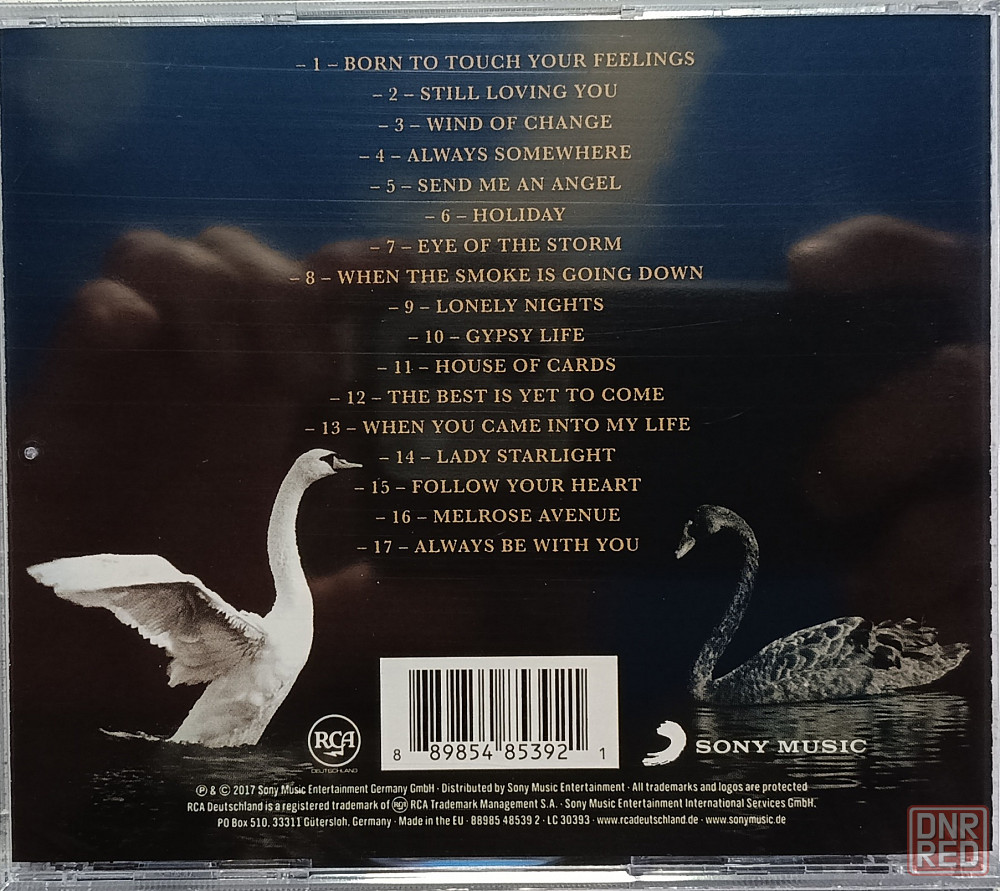 – 1 – BORN TO TOUCH YOUR FEELINGS
– 2 – STILL LOVING YOU
– 3 – WIND OF CHANGE
– 4 – ALWAYS SOMEWHERE
– 5 – SEND ME AN ANGEL
– 6 – HOLIDAY
– 7 – EYE OF THE STORM
– 8 – WHEN THE SMOKE IS GOING DOWN
– 9 – LONELY NIGHTS
– 10 – GYPSY LIFE
– 11 – HOUSE OF CARDS
– 12 – THE BEST IS YET TO COME
– 13 – WHEN YOU CAME INTO MY LIFE
– 14 – LADY STARLIGHT
– 15 – FOLLOW YOUR HEART
– 16 – MELROSE AVENUE
– 17 – ALWAYS BE WITH YOU
RCA
DEUTSCHLAND
8 89854 85392 1
SONY MUSIC
℗ & © 2017 Sony Music Entertainment Germany GmbH · Distributed by Sony Music Entertainment · All trademarks and logos are protected
RCA Deutschland is a registered trademark of RCA RCA Trademark Management S.A. · Sony Music Entertainment International Services GmbH,
PO Box 510, 33311 Gütersloh, Germany · Made in the EU · 88985 48539 2 · LC 30393 · www.rcadeutschland.de · www.sonymusic.de
DNR
RED